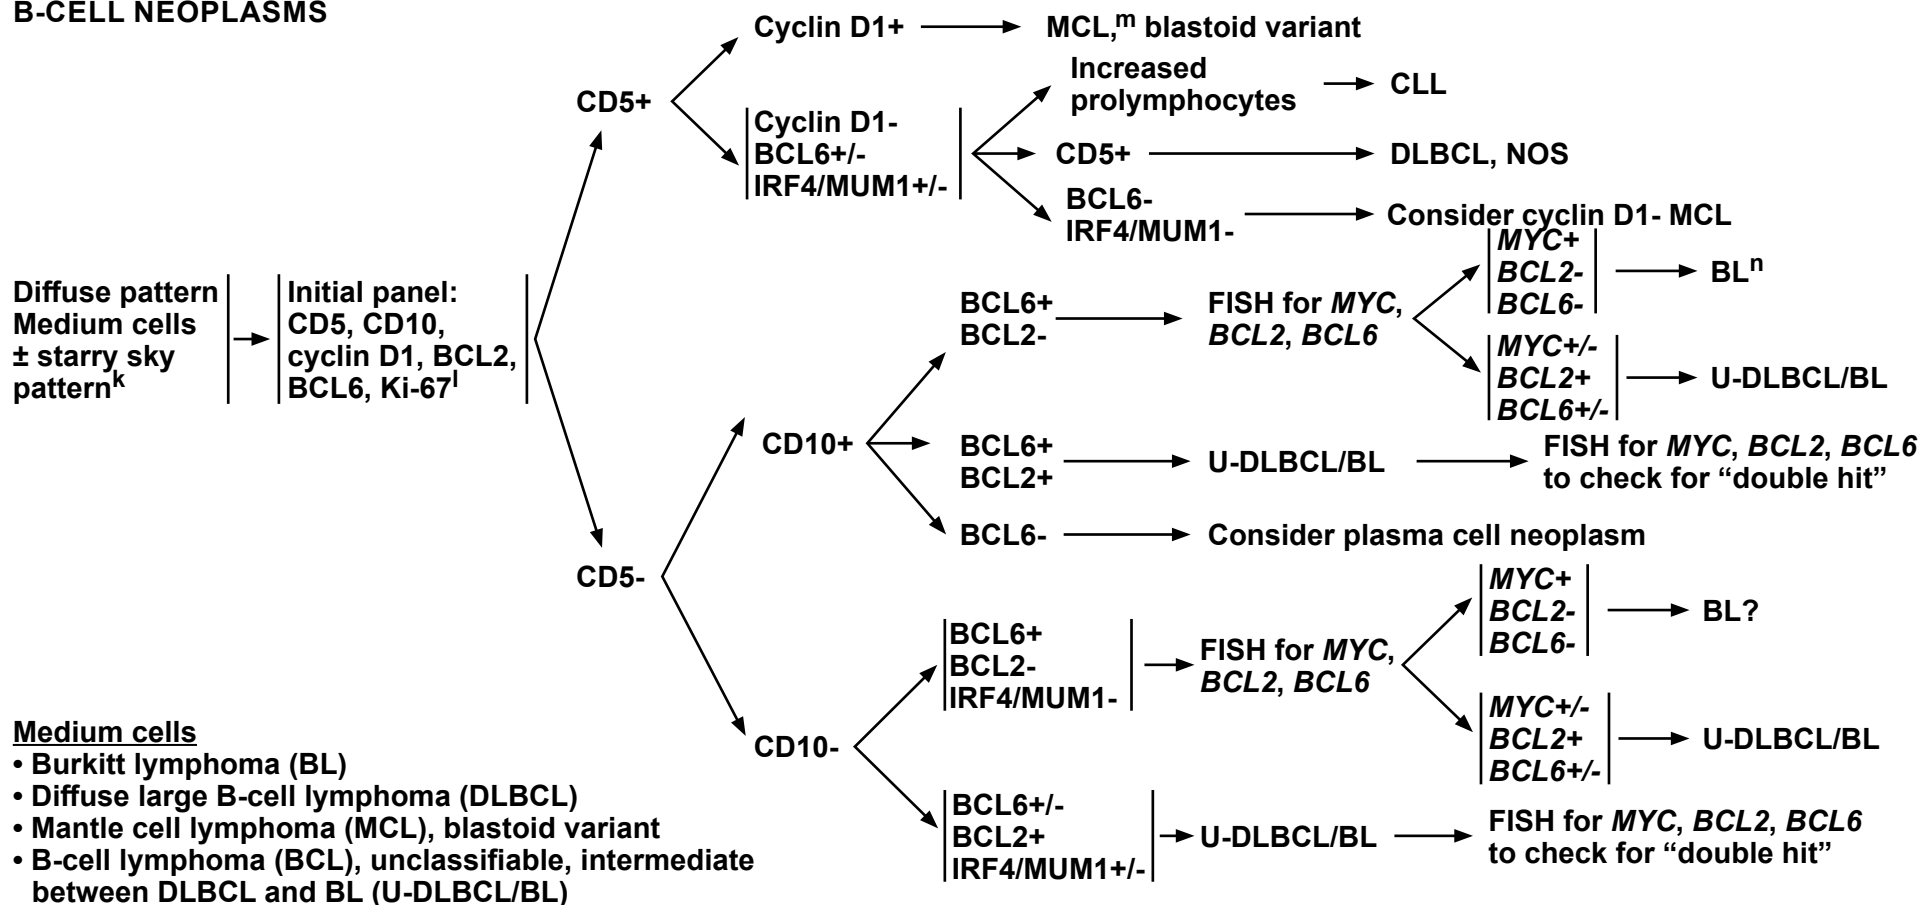 B-CELL NEOPLASMS
Diffuse pattern
Medium cells
± starry sky
pattern^k
Initial panel:
CD5, CD10,
cyclin D1, BCL2,
BCL6, Ki-67^l
CD5+
Cyclin D1+
MCL,^m blastoid variant
Cyclin D1-
BCL6+/-
IRF4/MUM1+/-
Increased
prolymphocytes
CLL
CD5+
DLBCL, NOS
BCL6-
IRF4/MUM1-
Consider cyclin D1- MCL
CD5-
CD10+
BCL6+
BCL2-
FISH for MYC,
BCL2, BCL6
MYC+
BCL2-
BCL6-
BL^n
MYC+/-
BCL2+
BCL6+/-
U-DLBCL/BL
BCL6+
BCL2+
U-DLBCL/BL
FISH for MYC, BCL2, BCL6
to check for “double hit”
BCL6-
Consider plasma cell neoplasm
CD10-
BCL6+
BCL2-
IRF4/MUM1-
FISH for MYC,
BCL2, BCL6
MYC+
BCL2-
BCL6-
BL?
MYC+/-
BCL2+
BCL6+/-
U-DLBCL/BL
BCL6+/-
BCL2+
IRF4/MUM1+/-
U-DLBCL/BL
FISH for MYC, BCL2, BCL6
to check for “double hit”
Medium cells
• Burkitt lymphoma (BL)
• Diffuse large B-cell lymphoma (DLBCL)
• Mantle cell lymphoma (MCL), blastoid variant
• B-cell lymphoma (BCL), unclassifiable, intermediate
between DLBCL and BL (U-DLBCL/BL)